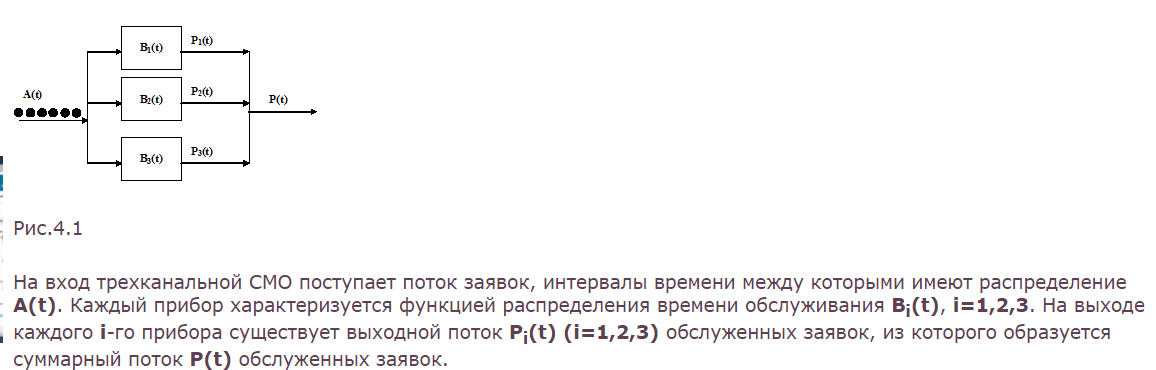 B₁(t) P₁(t)
A(t) B₂(t) P₂(t) P(t)
B₃(t) P₃(t)
Рис.4.1
На вход трехканальной СМО поступает поток заявок, интервалы времени между которыми имеют распределение
A(t). Каждый прибор характеризуется функцией распределения времени обслуживания Bᵢ(t), i=1,2,3. На выходе
каждого i-го прибора существует выходной поток Pᵢ(t) (i=1,2,3) обслуженных заявок, из которого образуется
суммарный поток P(t) обслуженных заявок.